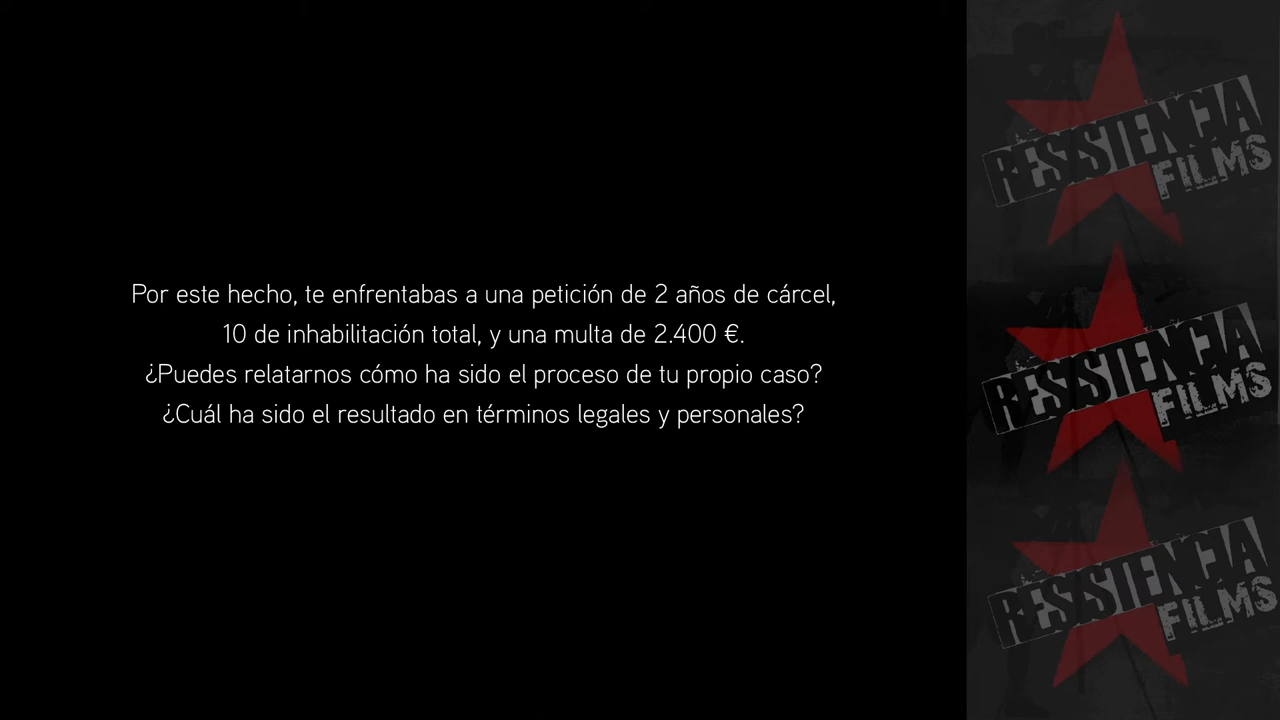 Por este hecho, te enfrentabas a una petición de 2 años de cárcel,
10 de inhabilitación total, y una multa de 2.400 €.
¿Puedes relatarnos cómo ha sido el proceso de tu propio caso?
¿Cuál ha sido el resultado en términos legales y personales?
RESISTENCIA
FILMS
RESISTENCIA
FILMS
RESISTENCIA
FILMS